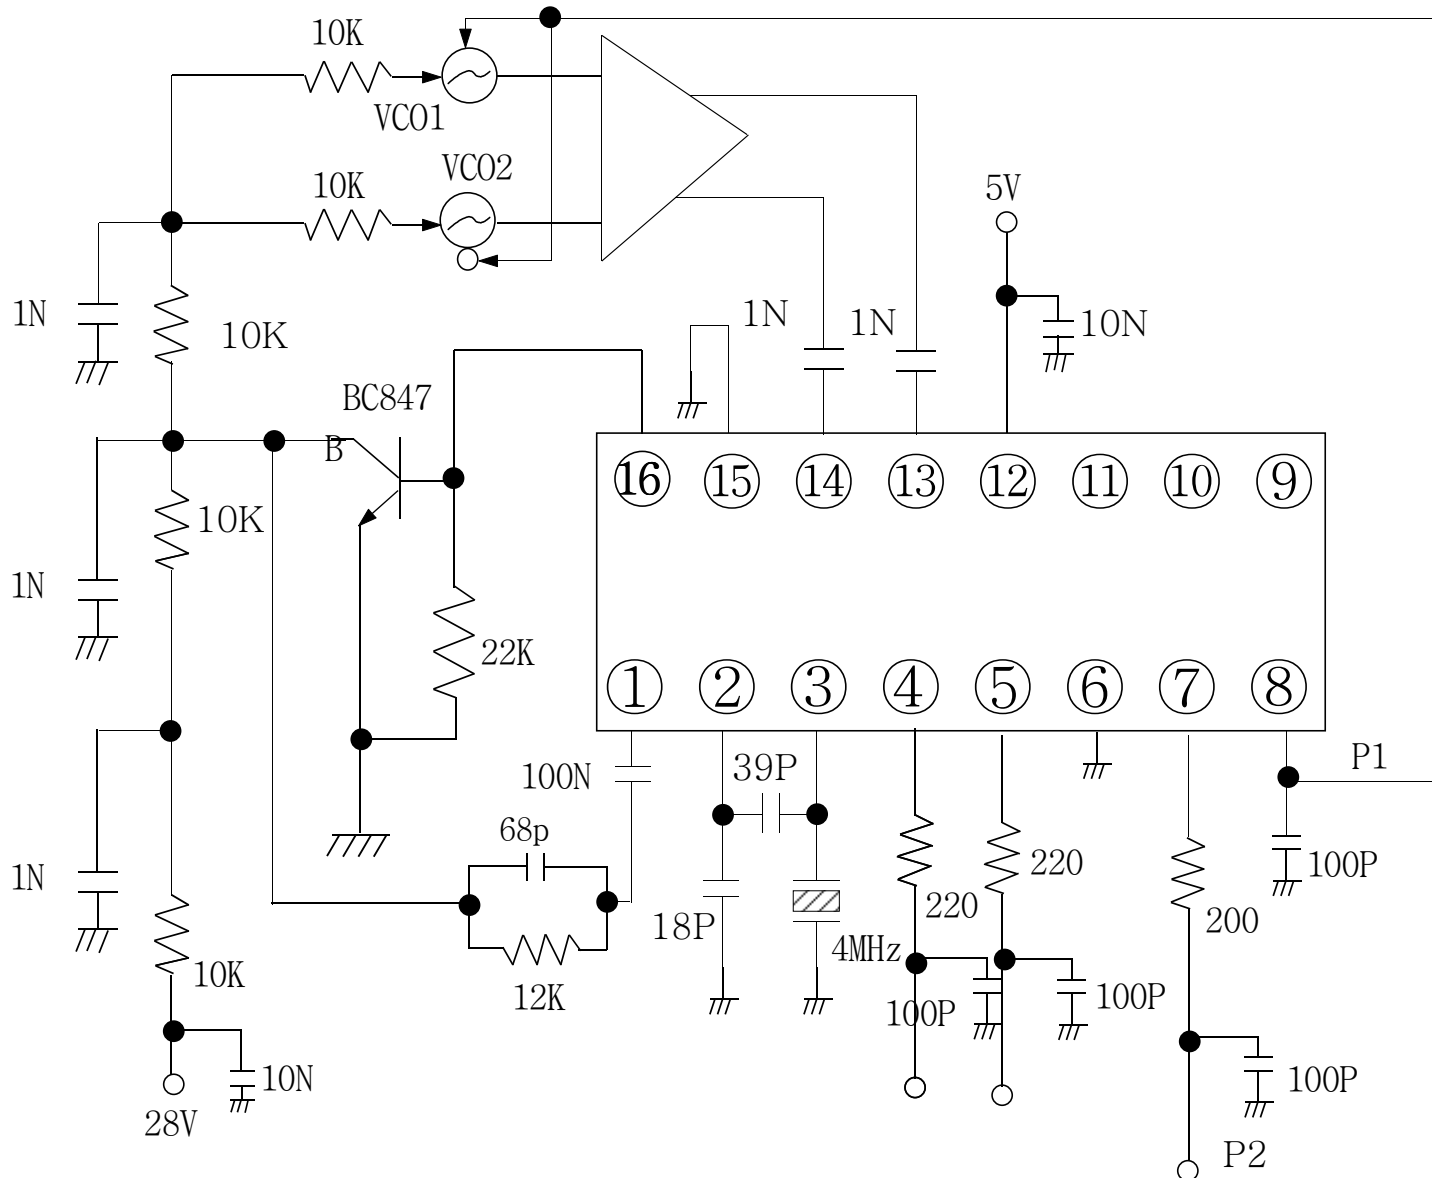 10K
VCO1
VCO2
10K
5V
1N
10K
1N
1N
10N
BC847
B
10K
⑯ ⑮ ⑭ ⑬ ⑫ ⑪ ⑩ ⑨
1N
22K
① ② ③ ④ ⑤ ⑥ ⑦ ⑧
100N
39P
P1
68p
1N
220
220
100P
18P
4MHz
200
10K
12K
100P
100P
10N
100P
28V
P2